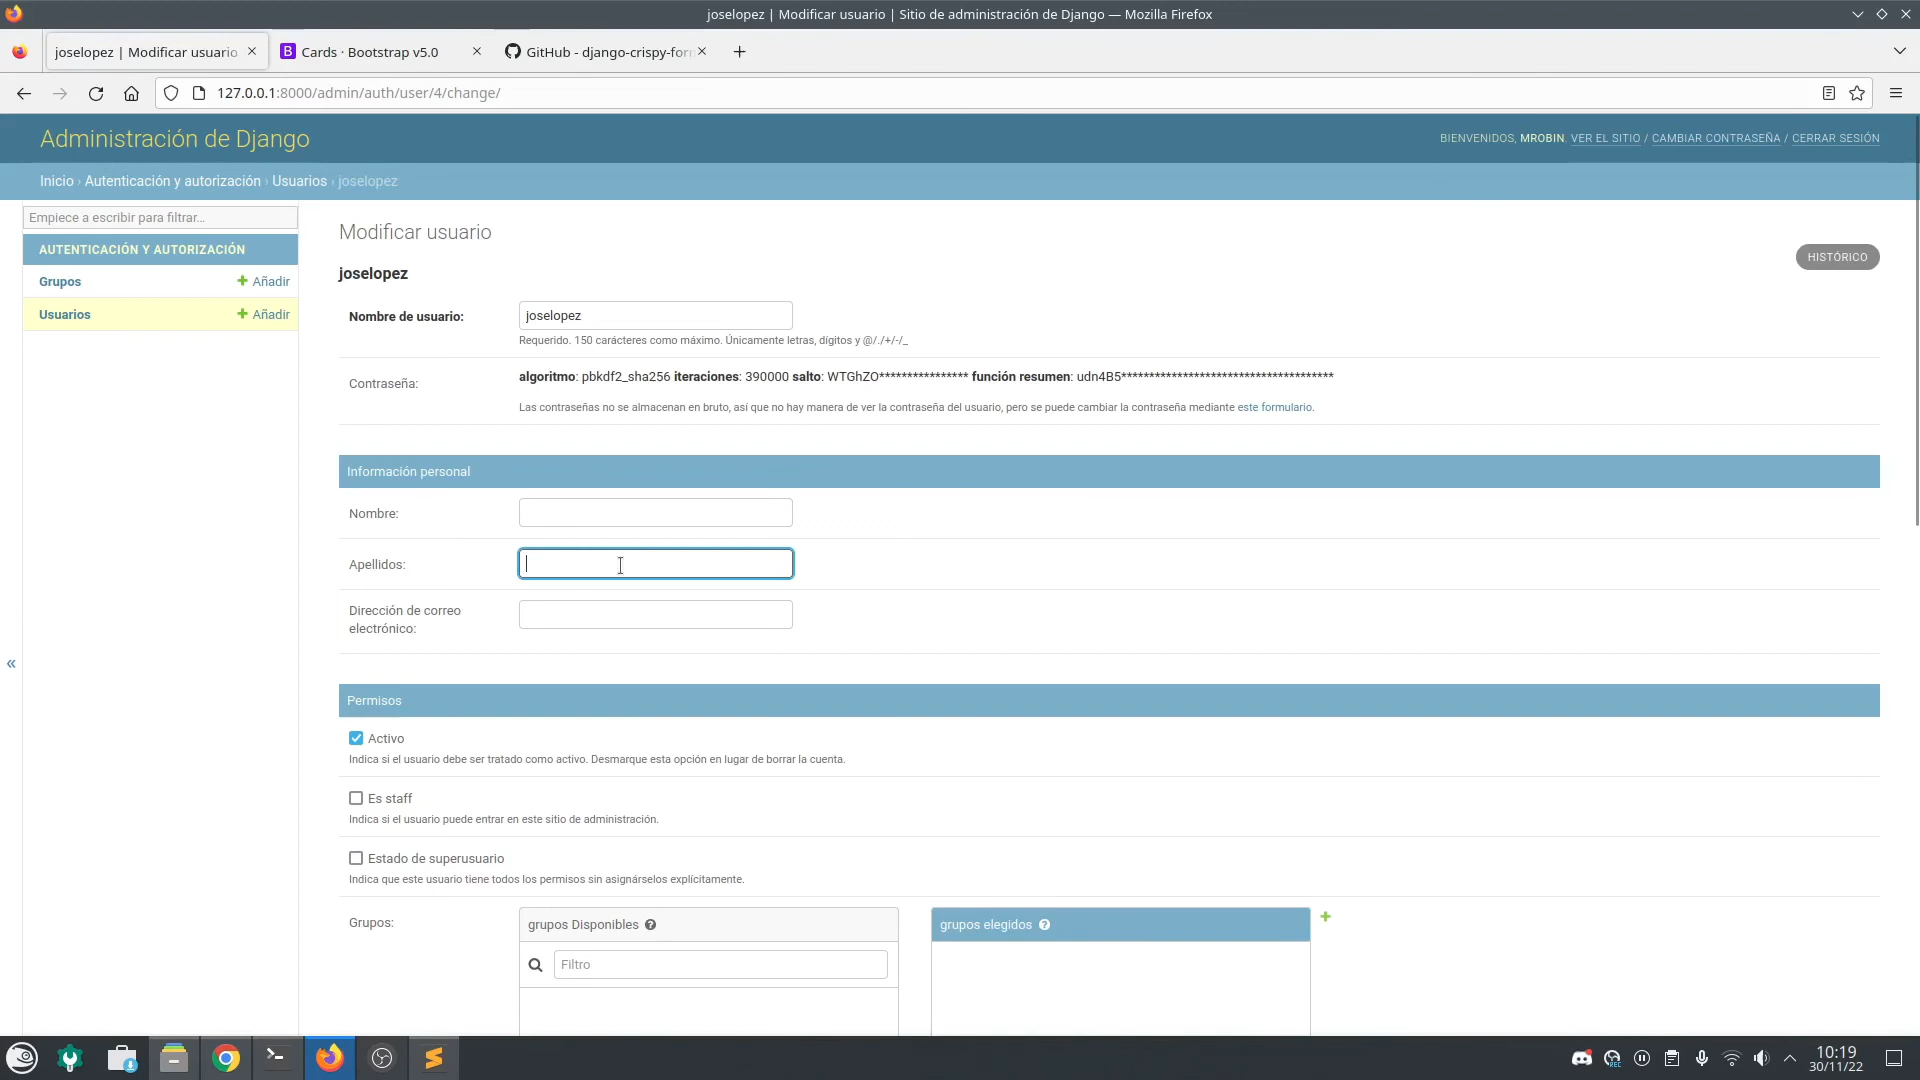 joselopez | Modificar usuario | Sitio de administración de Django — Mozilla Firefox
joselopez | Modificar usuario
Cards · Bootstrap v5.0
GitHub - django-crispy-for
127.0.0.1:8000/admin/auth/user/4/change/
Administración de Django
BIENVENIDOS, MROBIN. VER EL SITIO / CAMBIAR CONTRASEÑA / CERRAR SESIÓN
Inicio › Autenticación y autorización › Usuarios › joselopez
Empiece a escribir para filtrar...
AUTENTICACIÓN Y AUTORIZACIÓN
Grupos
Añadir
Usuarios
Añadir
«
Modificar usuario
HISTÓRICO
joselopez
Nombre de usuario:
joselopez
Requerido. 150 carácteres como máximo. Únicamente letras, dígitos y @/./+/-/_
Contraseña:
algoritmo: pbkdf2_sha256 iteraciones: 390000 salto: WTGhZO**************** función resumen: udn4B5**************************************
Las contraseñas no se almacenan en bruto, así que no hay manera de ver la contraseña del usuario, pero se puede cambiar la contraseña mediante este formulario.
Información personal
Nombre:
Apellidos:
Dirección de correo
electrónico:
Permisos
Activo
Indica si el usuario debe ser tratado como activo. Desmarque esta opción en lugar de borrar la cuenta.
Es staff
Indica si el usuario puede entrar en este sitio de administración.
Estado de superusuario
Indica que este usuario tiene todos los permisos sin asignárselos explícitamente.
Grupos:
grupos Disponibles
grupos elegidos
Filtro
10:19
30/11/22